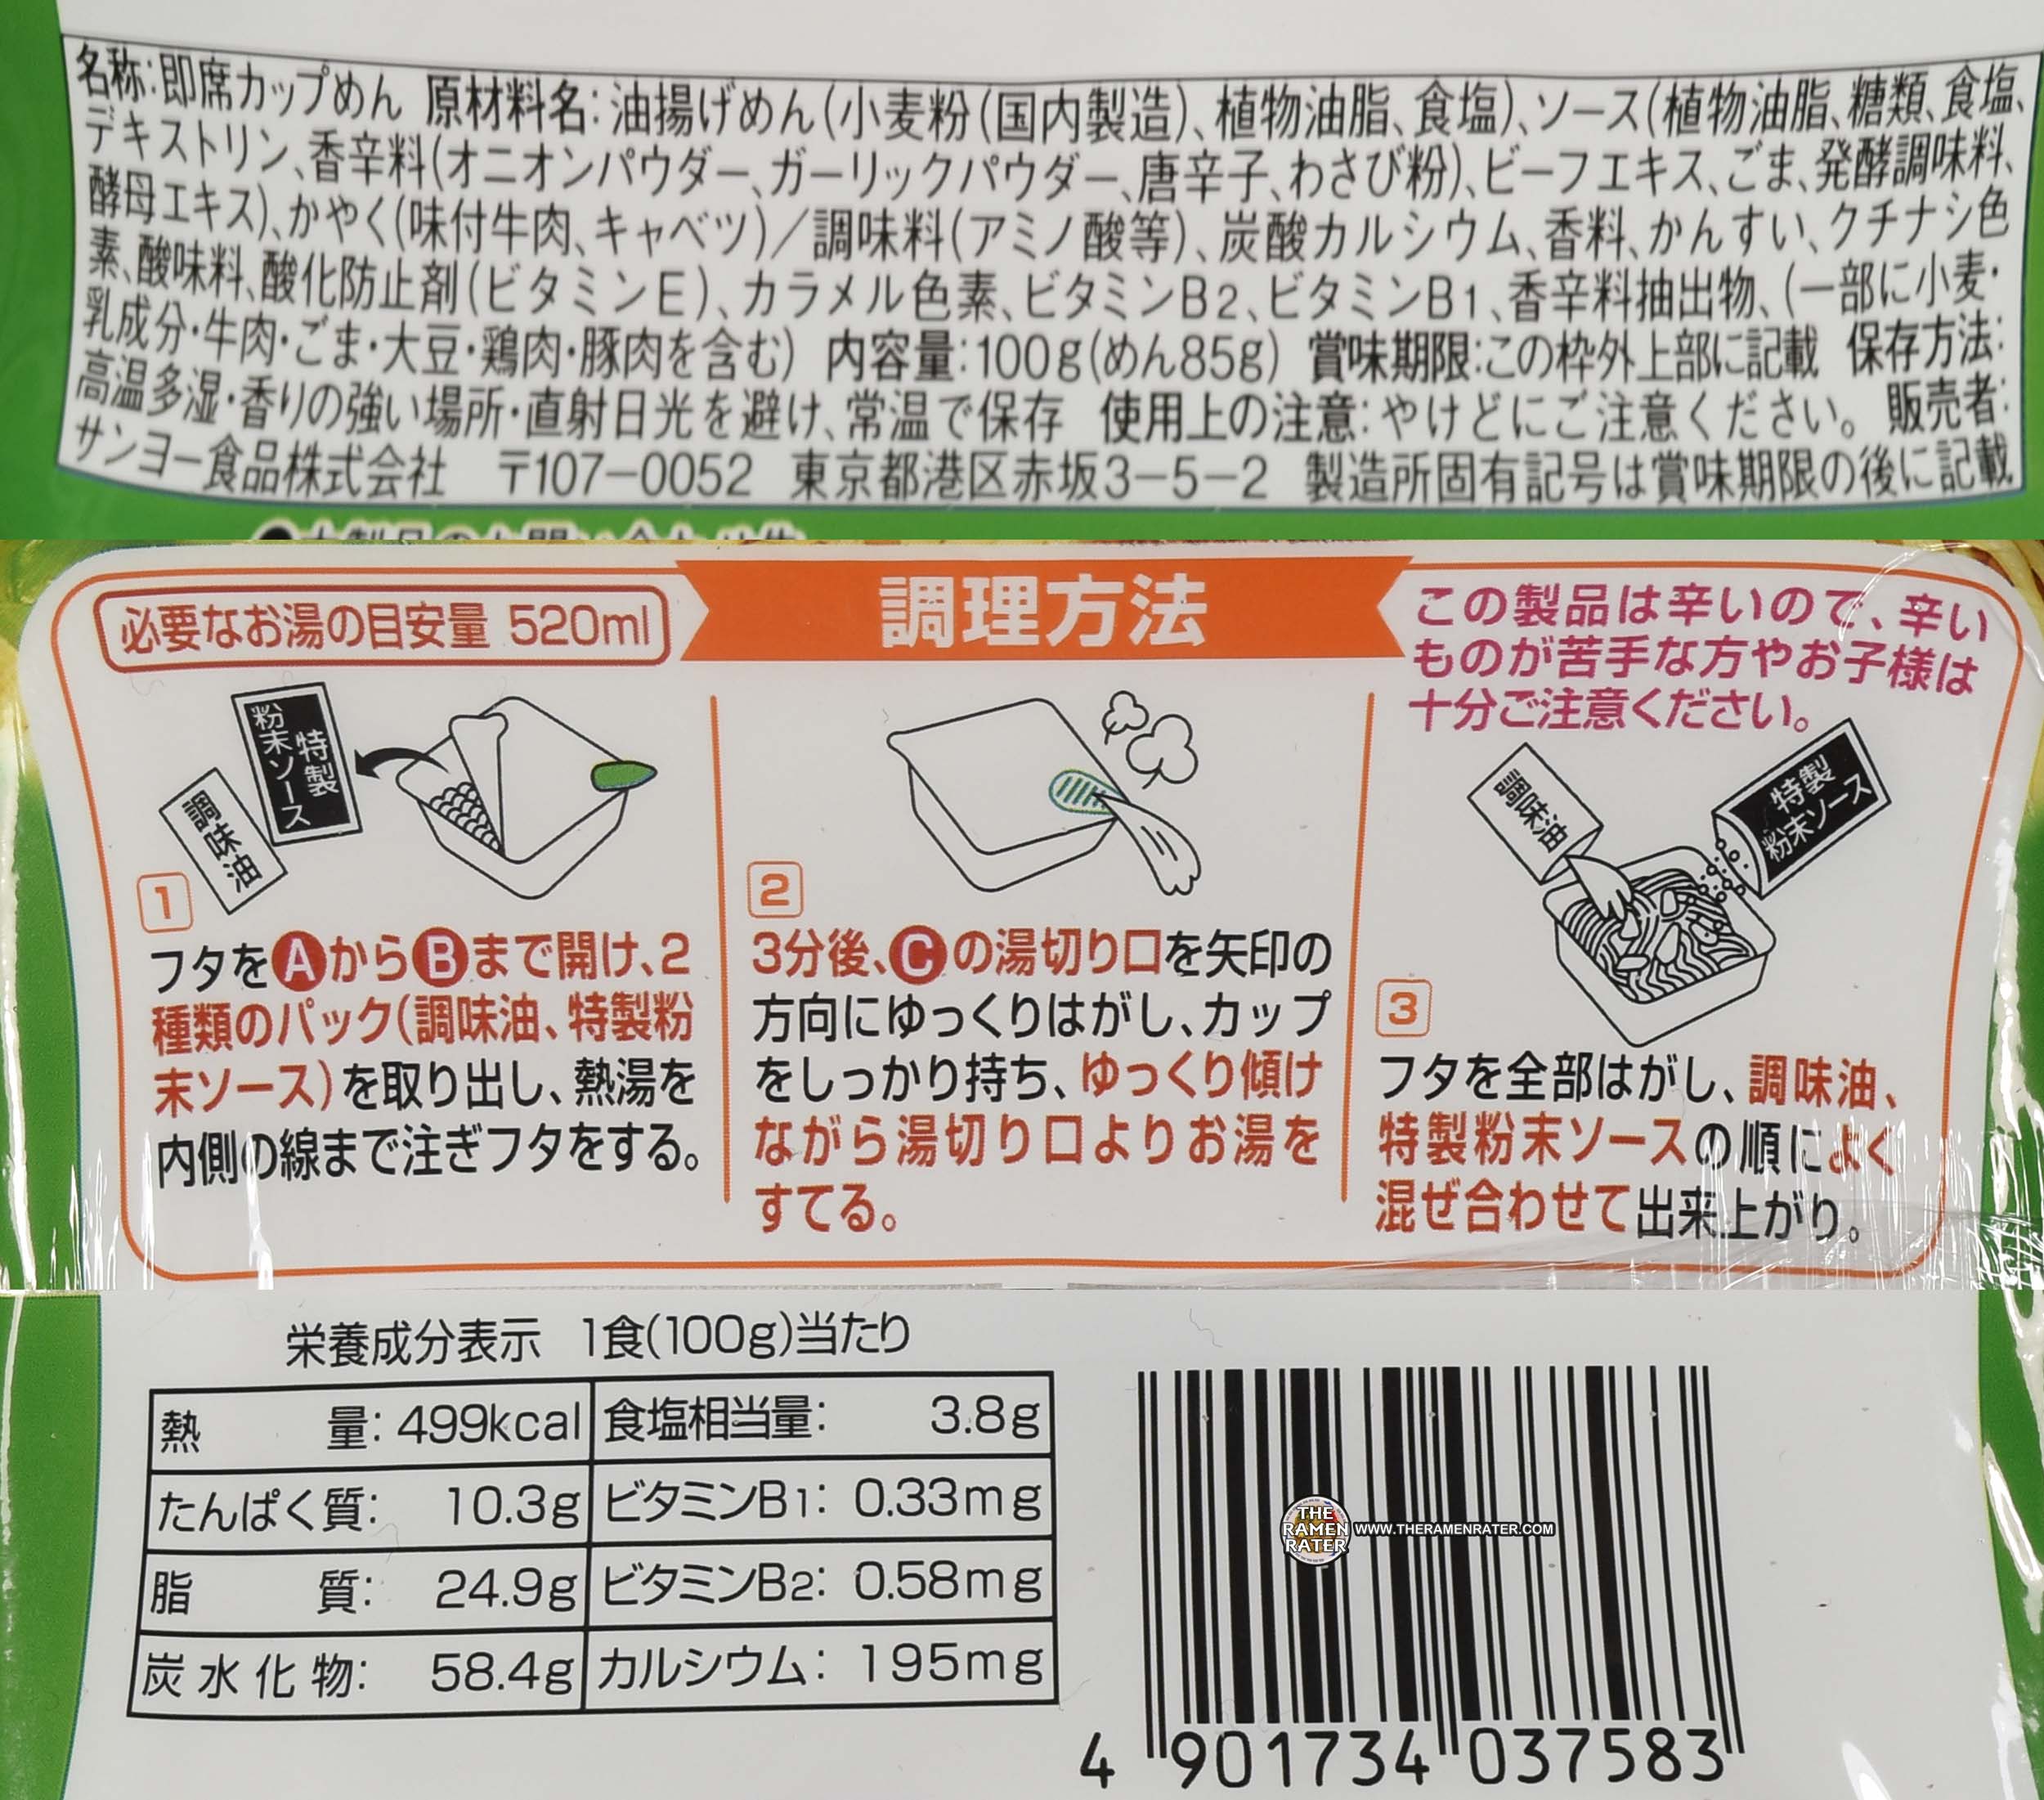 名称:即席カップめん 原材料名:油揚げめん(小麦粉(国内製造)、植物油脂、食塩)、ソース(植物油脂、糖類、食塩、
デキストリン、香辛料(オニオンパウダー、ガーリックパウダー、唐辛子、わさび粉)、ビーフエキス、ごま、発酵調味料、
酵母エキス)、かやく(味付牛肉、キャベツ)/調味料(アミノ酸等)、炭酸カルシウム、香料、かんすい、クチナシ色
素、酸味料、酸化防止剤(ビタミンE)、カラメル色素、ビタミンB2、ビタミンB1、香辛料抽出物、(一部に小麦・
乳成分・牛肉・ごま・大豆・鶏肉・豚肉を含む) 内容量:100g(めん85g) 賞味期限:この枠外上部に記載 保存方法:
高温多湿・香りの強い場所・直射日光を避け、常温で保存 使用上の注意:やけどにご注意ください。 販売者:
サンヨー食品株式会社 〒107-0052 東京都港区赤坂3-5-2 製造所固有記号は賞味期限の後に記載
必要なお湯の目安量 520ml
調理方法
この製品は辛いので、辛い
ものが苦手な方やお子様は
十分ご注意ください。
特製
粉末ソース
調味油
1
フタをAからBまで開け、2
種類のパック(調味油、特製粉
末ソース)を取り出し、熱湯を
内側の線まで注ぎフタをする。
2
3分後、Cの湯切り口を矢印の
方向にゆっくりはがし、カップ
をしっかり持ち、ゆっくり傾け
ながら湯切り口よりお湯を
すてる。
調味油
特製
粉末ソース
3
フタを全部はがし、調味油、
特製粉末ソースの順によく
混ぜ合わせて出来上がり。
栄養成分表示 1食(100g)当たり
熱量:499kcal 食塩相当量: 3.8g
たんぱく質: 10.3g ビタミンB1: 0.33mg
脂質: 24.9g ビタミンB2: 0.58mg
炭水化物: 58.4g カルシウム: 195mg
THE
RAMEN WWW.THERAMENRATER.COM
RATER
4 901734 037583